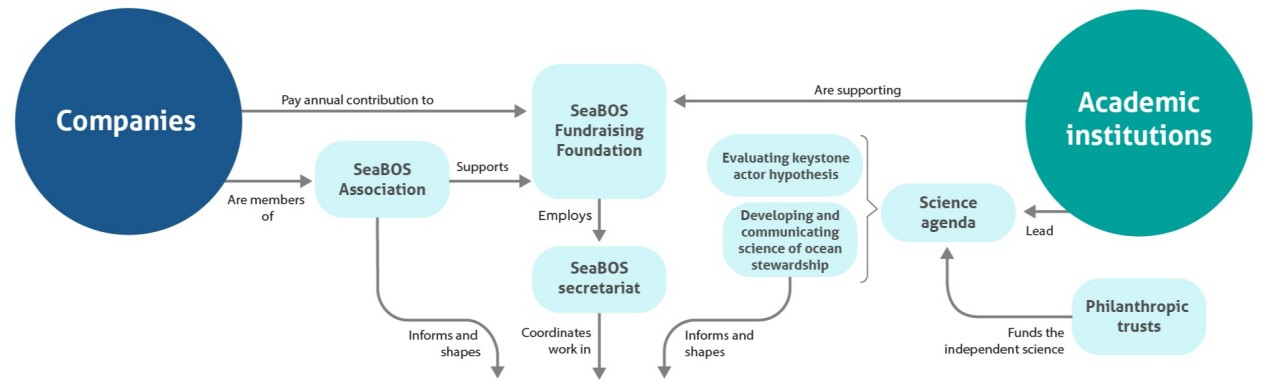 Companies
Pay annual contribution to
Are members
of
SeaBOS
Association
Supports
SeaBOS
Fundraising
Foundation
Employs
SeaBOS
secretariat
Informs and
shapes
Coordinates
work in
Are supporting
Academic
institutions
Evaluating keystone
actor hypothesis
Developing and
communicating
science of ocean
stewardship
Informs and
shapes
Science
agenda
Lead
Philanthropic
trusts
Funds the
independent science